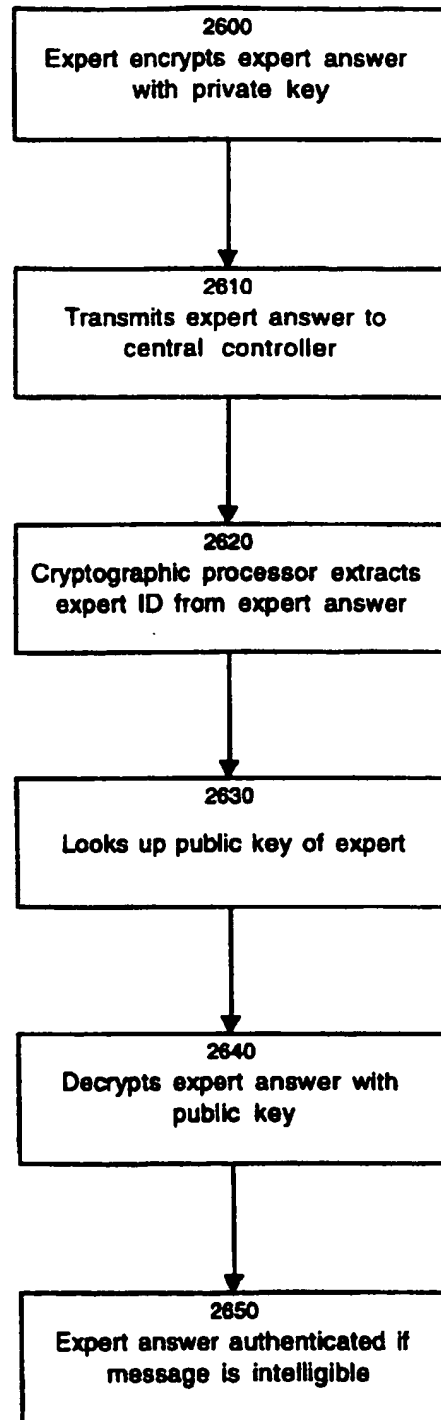 2600
Expert encrypts expert answer
with private key
2610
Transmits expert answer to
central controller
2620
Cryptographic processor extracts
expert ID from expert answer
2630
Looks up public key of expert
2640
Decrypts expert answer with
public key
2650
Expert answer authenticated if
message is intelligible